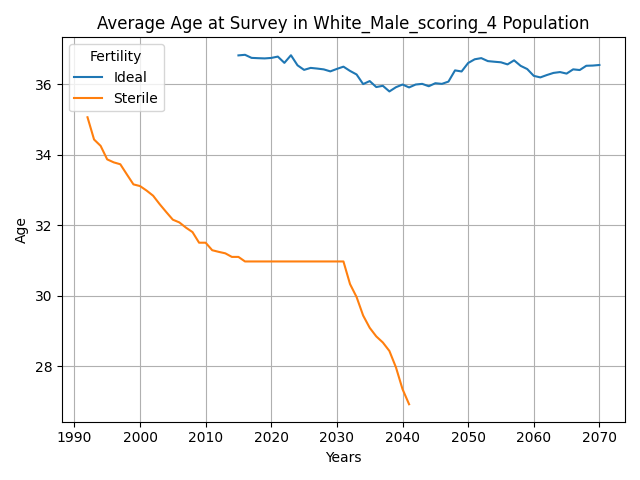 Average Age at Survey in White_Male_scoring_4 Population
Fertility
Ideal
Sterile
Age
36
34
32
30
28
1990 2000 2010 2020 2030 2040 2050 2060 2070
Years